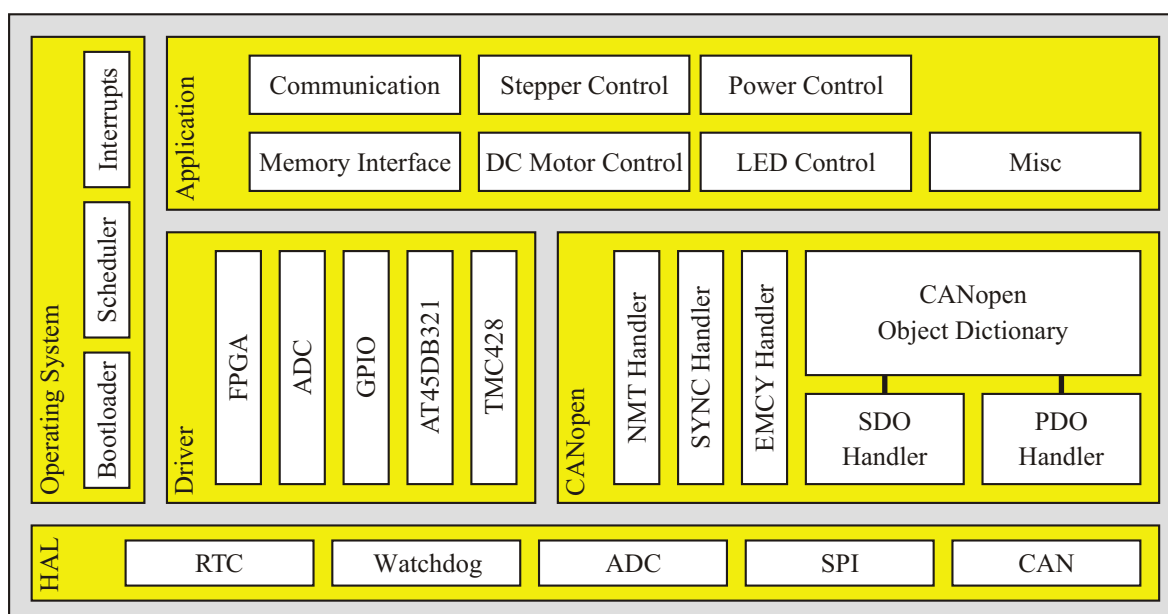 Operating System
Interrupts
Scheduler
Bootloader
Application
Communication
Stepper Control
Power Control
Memory Interface
DC Motor Control
LED Control
Misc
Driver
FPGA
ADC
GPIO
AT45DB321
TMC428
CANopen
NMT Handler
SYNC Handler
EMCY Handler
CANopen
Object Dictionary
SDO
Handler
PDO
Handler
HAL
RTC
Watchdog
ADC
SPI
CAN